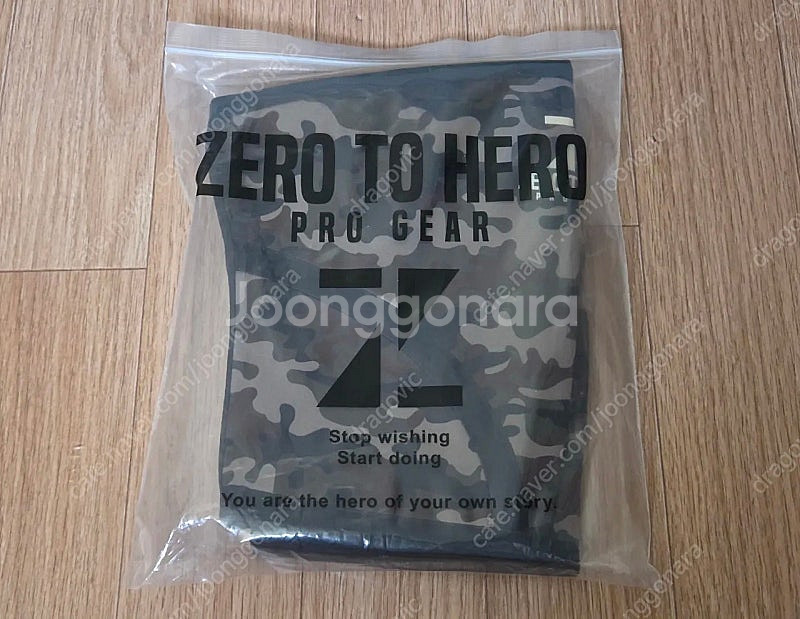 ZERO TO HERO
PRO GEAR
Joonggonara
Stop wishing
Start doing
You are the hero of your own story.
cafe.naver.com/joonggonara
dragovic